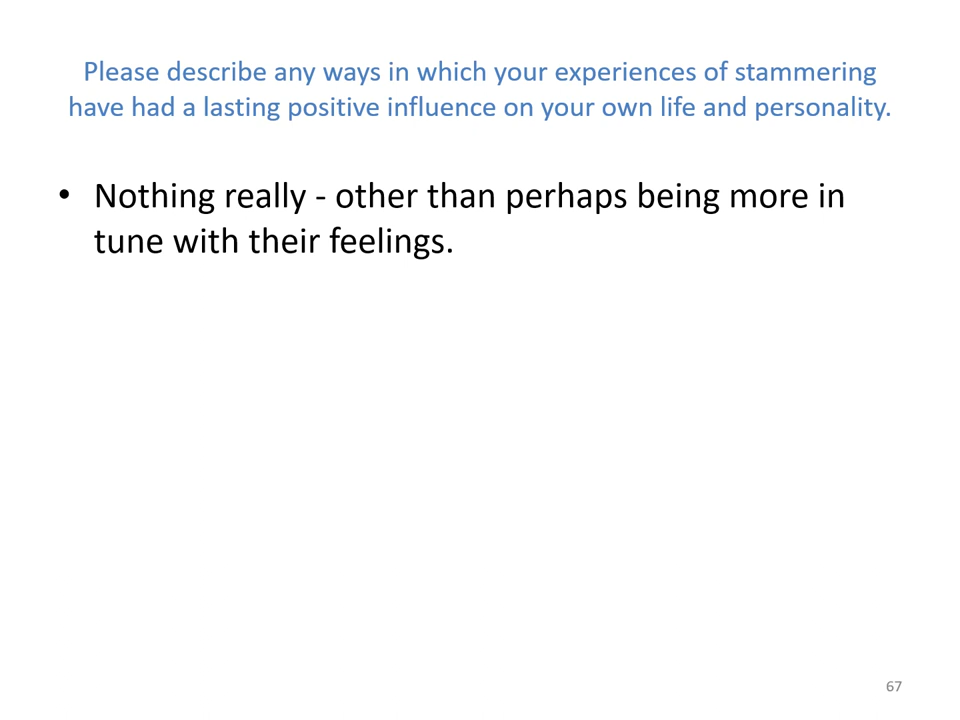 Please describe any ways in which your experiences of stammering
have had a lasting positive influence on your own life and personality.
• Nothing really - other than perhaps being more in
tune with their feelings.
67